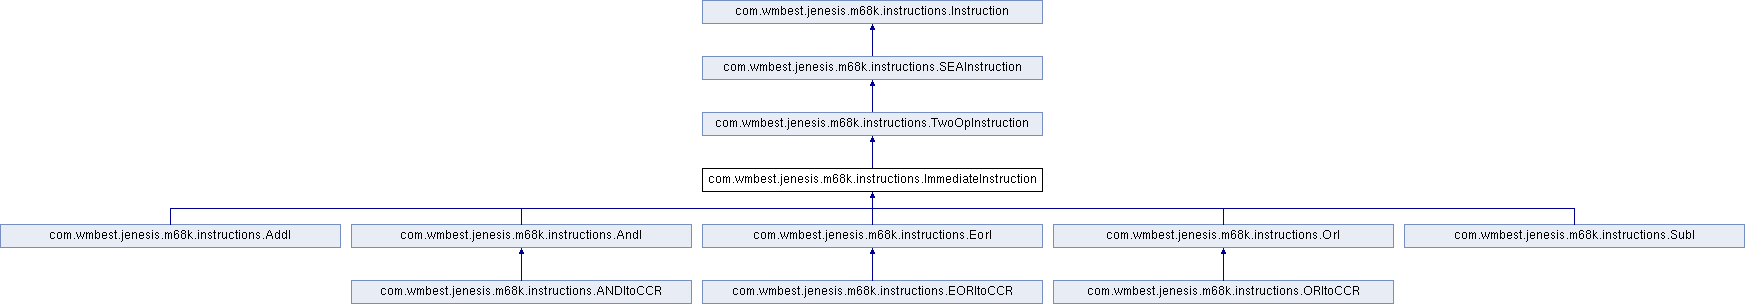 com.wmbest.jenesis.m68k.instructions.Instruction
com.wmbest.jenesis.m68k.instructions.SEAInstruction
com.wmbest.jenesis.m68k.instructions.TwoOpInstruction
com.wmbest.jenesis.m68k.instructions.ImmediateInstruction
com.wmbest.jenesis.m68k.instructions.AddI
com.wmbest.jenesis.m68k.instructions.AndI
com.wmbest.jenesis.m68k.instructions.EorI
com.wmbest.jenesis.m68k.instructions.OrI
com.wmbest.jenesis.m68k.instructions.SubI
com.wmbest.jenesis.m68k.instructions.ANDItoCCR
com.wmbest.jenesis.m68k.instructions.EORItoCCR
com.wmbest.jenesis.m68k.instructions.ORItoCCR